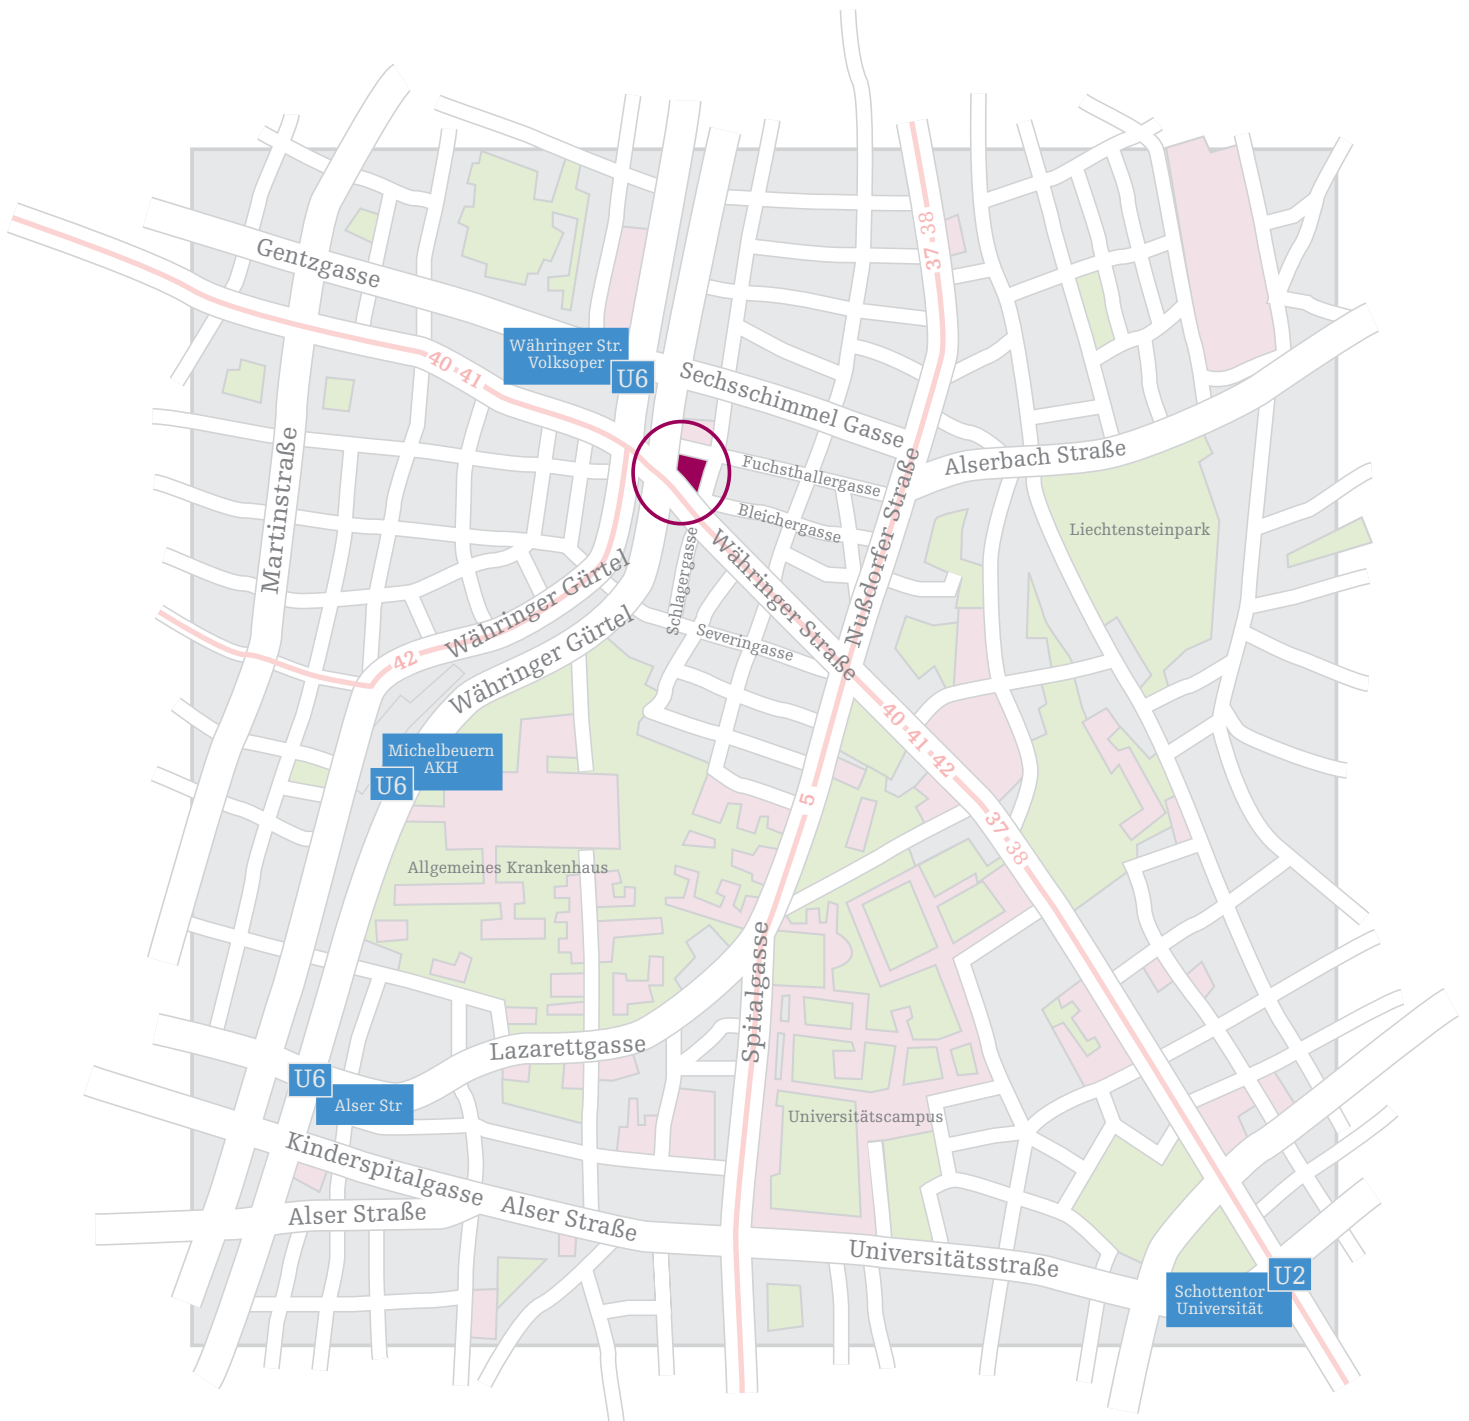 37·38
Gentzgasse
Währinger Str.
Volksoper
U6
40·41
Sechsschimmel Gasse
Alserbach Straße
Fuchsthallergasse
Bleichergasse
Martinstraße
Liechtensteinpark
Währinger Gürtel
Schlagergasse
Währinger Straße
Nußdorfer Straße
Severingasse
42
Währinger Gürtel
40·41·42
Michelbeuern
AKH
U6
5
37·38
Allgemeines Krankenhaus
Spitalgasse
Lazarettgasse
U6
Alser Str
Universitätscampus
Kinderspitalgasse
Alser Straße
Alser Straße
Universitätsstraße
U2
Schottentor
Universität